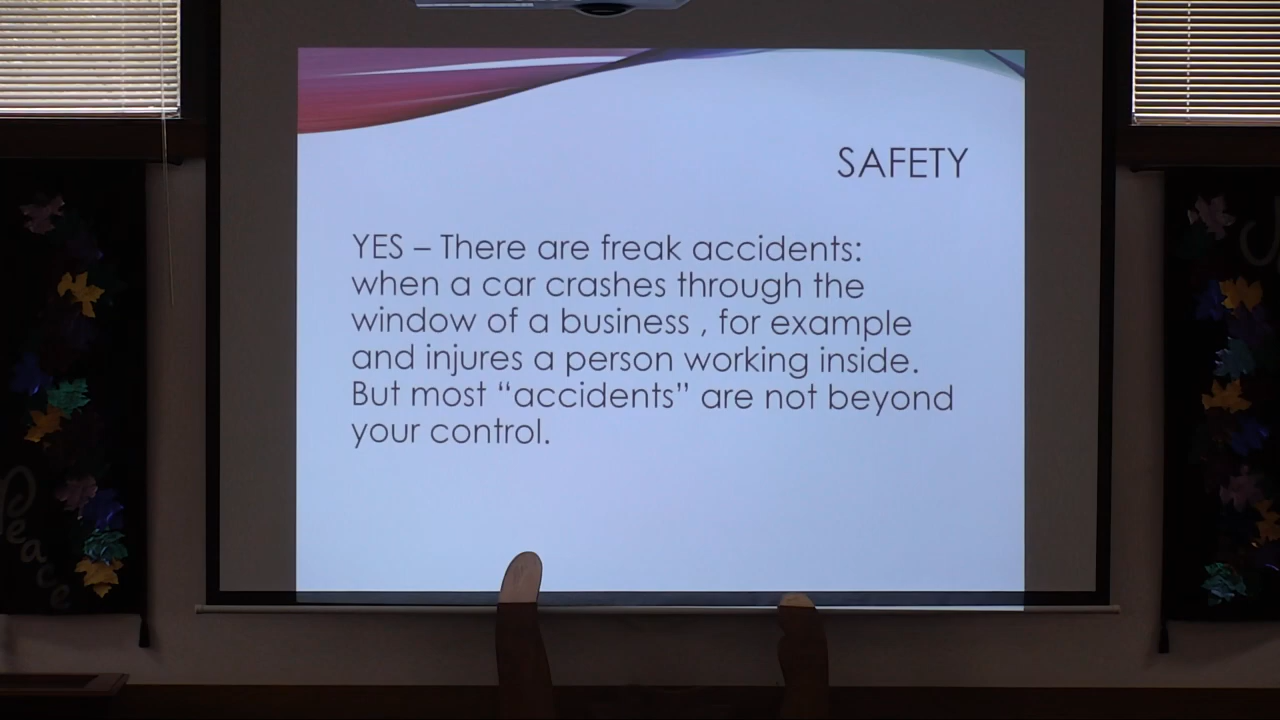 SAFETY
YES – There are freak accidents:
when a car crashes through the
window of a business , for example
and injures a person working inside.
But most “accidents” are not beyond
your control.
Peace